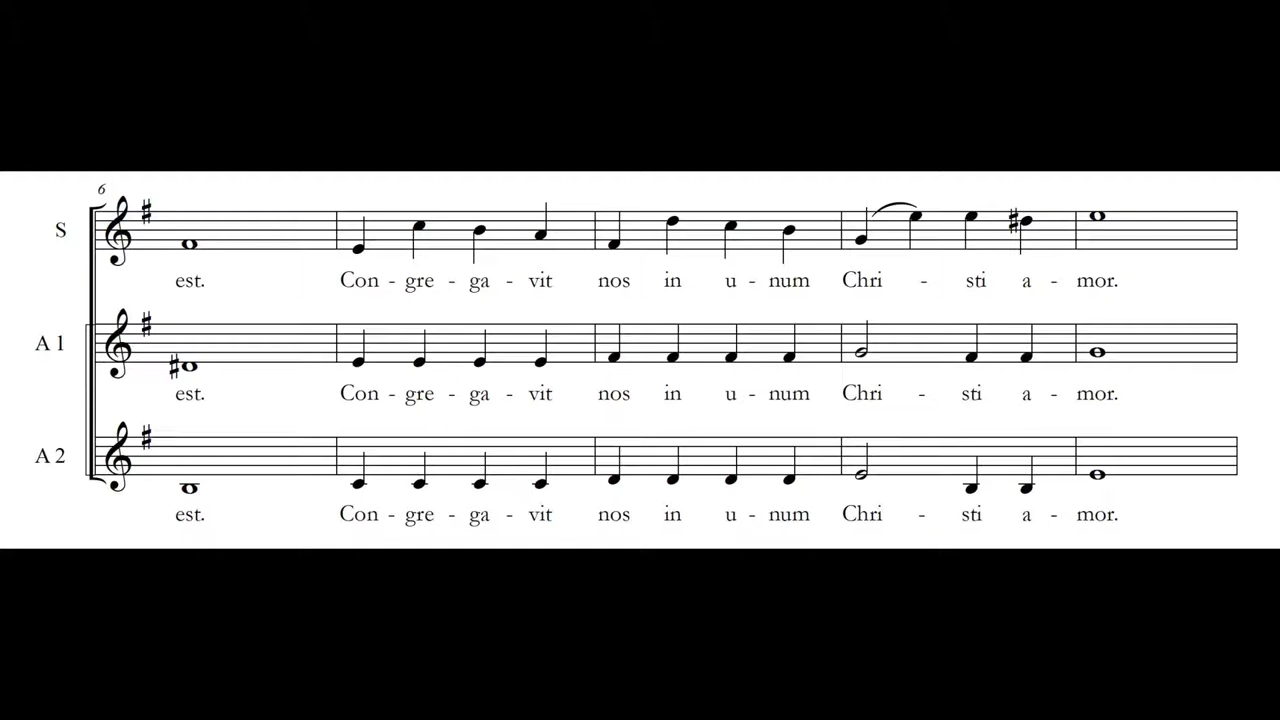 6
S
est. Con - gre - ga - vit nos in u - num Chri - sti a - mor.
A 1
est. Con - gre - ga - vit nos in u - num Chri - sti a - mor.
A 2
est. Con - gre - ga - vit nos in u - num Chri - sti a - mor.